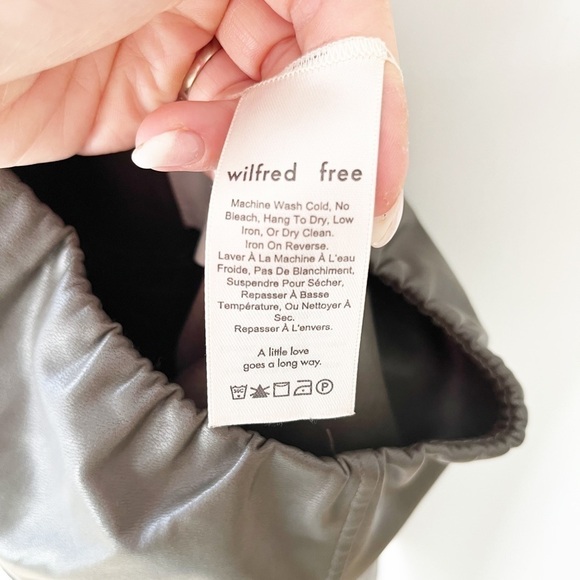 wilfred free
Machine Wash Cold, No
Bleach, Hang To Dry, Low
Iron, Or Dry Clean.
Iron On Reverse.
Laver À La Machine À L'eau
Froide, Pas De Blanchiment,
Suspendre Pour Sécher,
Repasser À Basse
Température, Ou Nettoyer À
Sec.
Repasser À L'envers.
A little love
goes a long way.